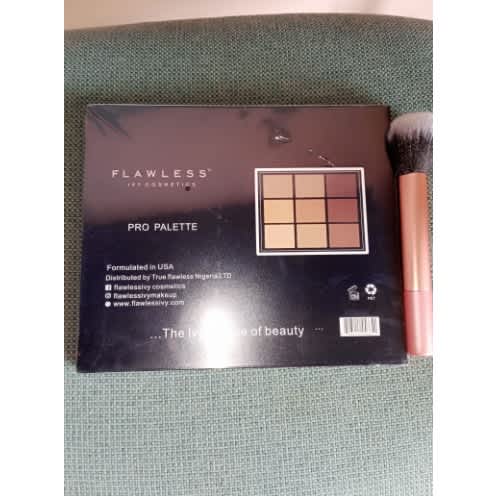 FLAWLESS
IVY COSMETICS
PRO PALETTE
Formulated in USA
Distributed by True flawless Nigeria LTD
flawlessivy cosmetics
flawlessivymakeup
www.flawlessivy.com
...The of beauty ...